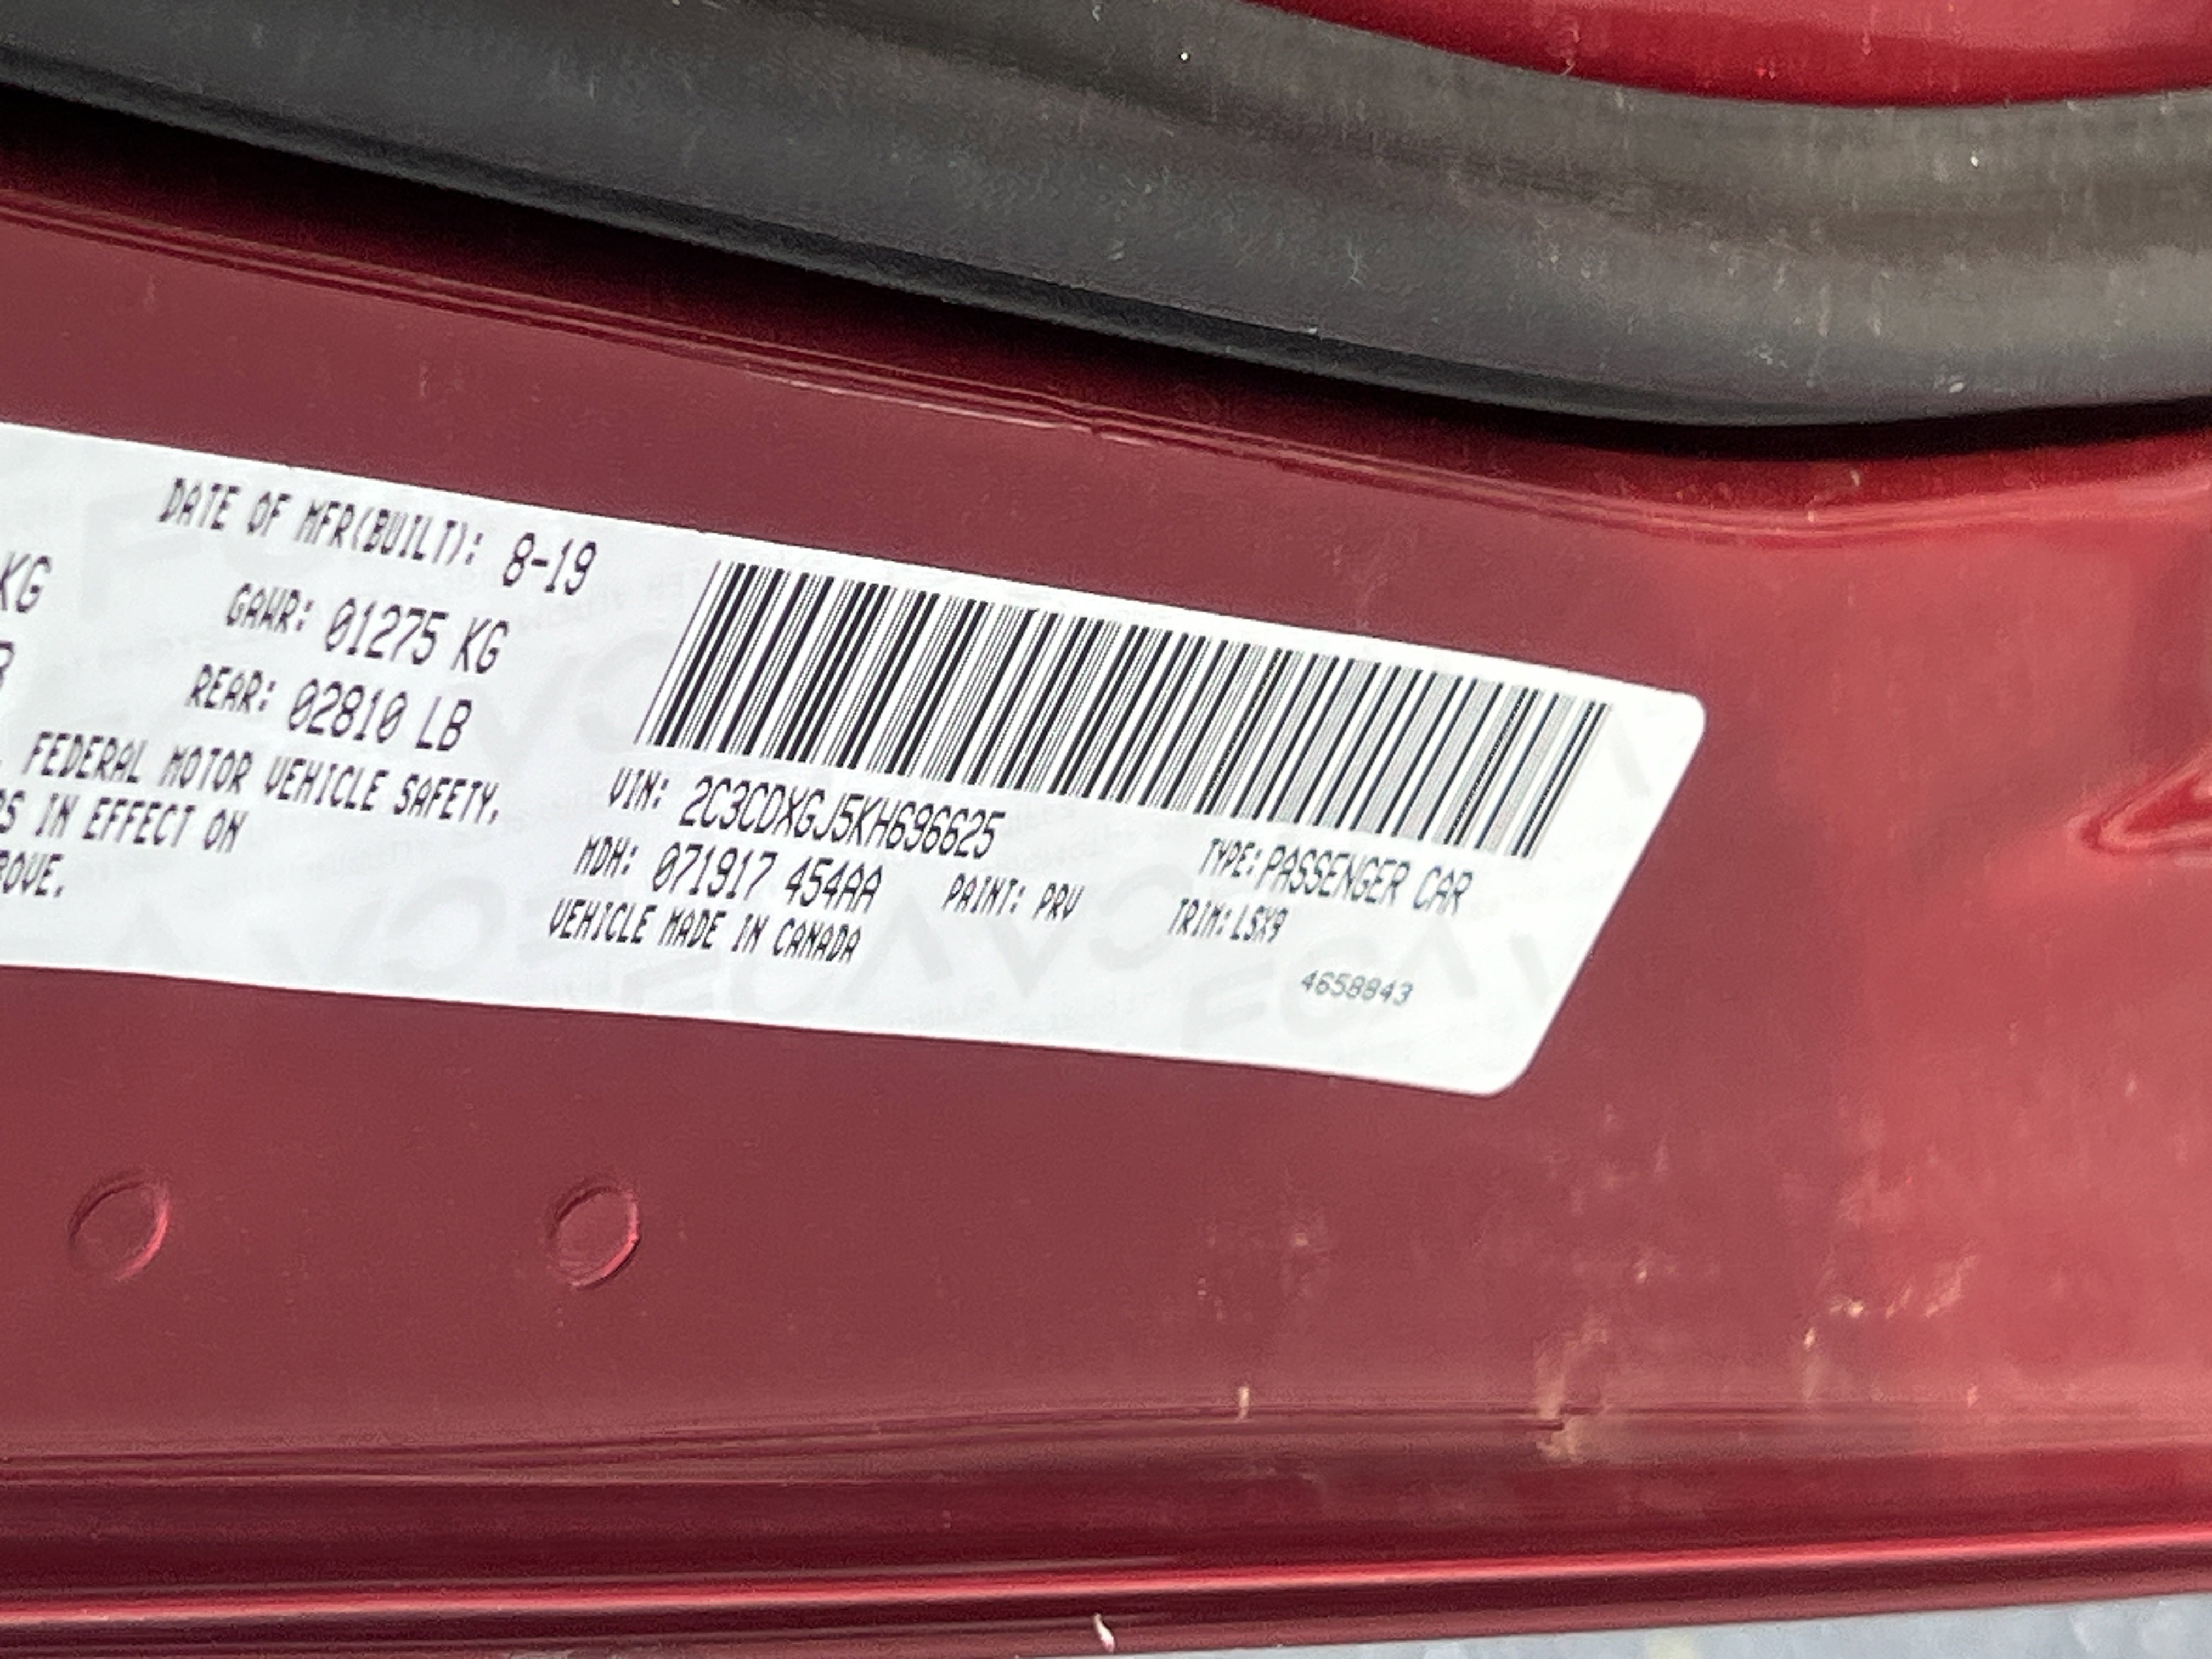 DATE OF MFR(BUILT): 8-19
KG GAWR: 01275 KG
REAR: 02810 LB
FEDERAL MOTOR VEHICLE SAFETY,
IN EFFECT ON
VIN: 2C3CDXGJ5KH696625 TYPE: PASSENGER CAR
MDH: 071917 454AA PAINT: PRV TRIM: LSX9
VEHICLE MADE IN CANADA
4658843